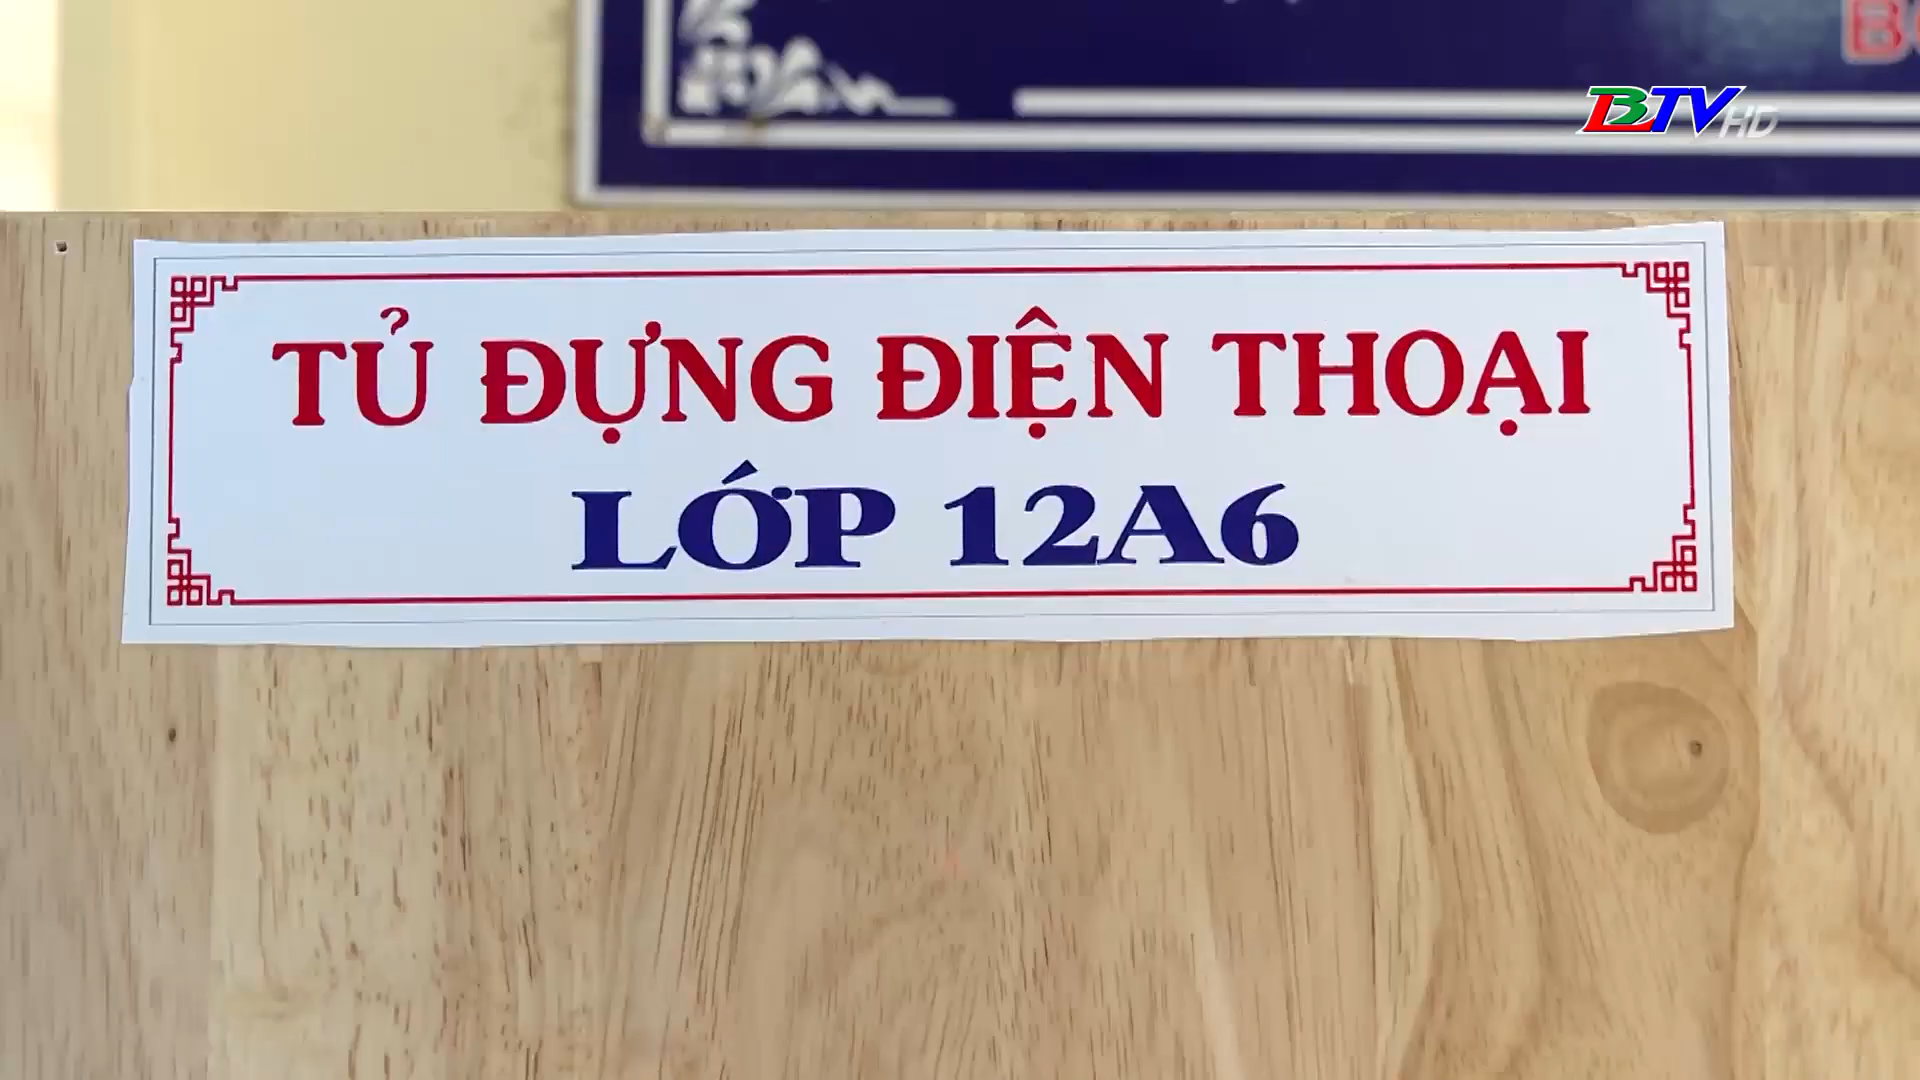 BTV HD
TỦ ĐỰNG ĐIỆN THOẠI
LỚP 12A6